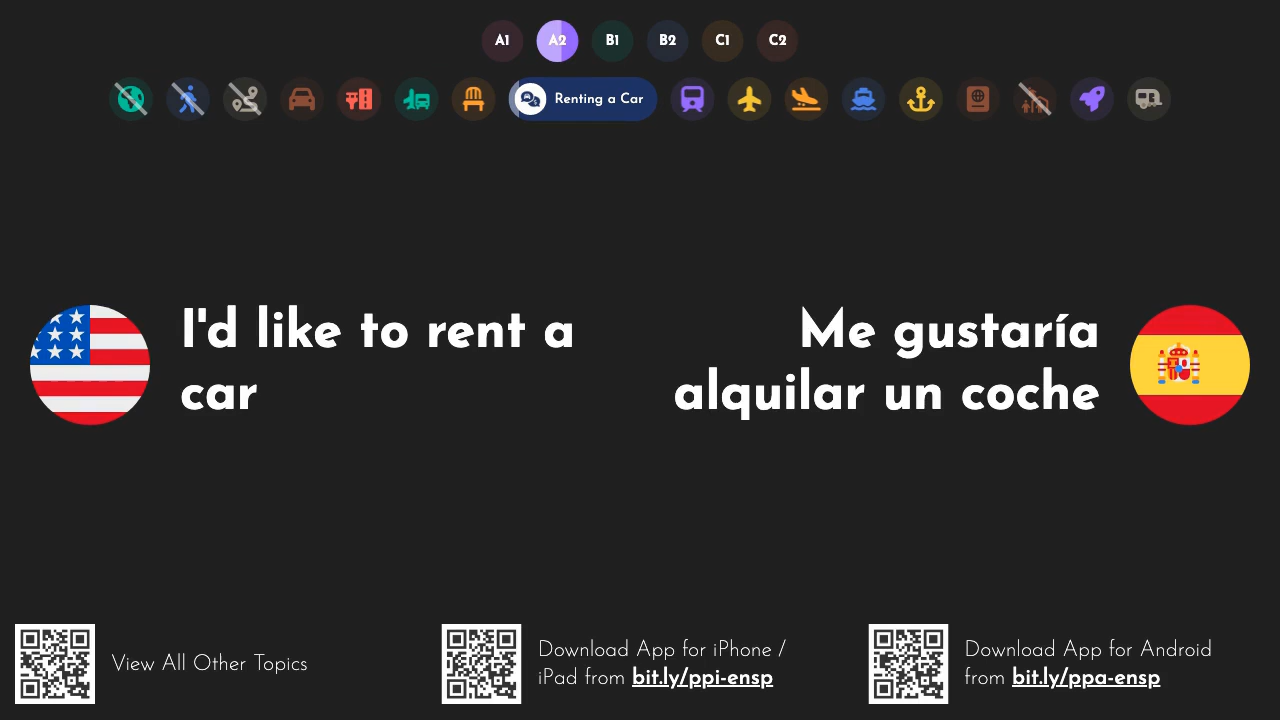 A1 A2 B1 B2 C1 C2
Renting a Car
I'd like to rent a
car
Me gustaría
alquilar un coche
View All Other Topics
Download App for iPhone /
iPad from bit.ly/ppi-ensp
Download App for Android
from bit.ly/ppa-ensp